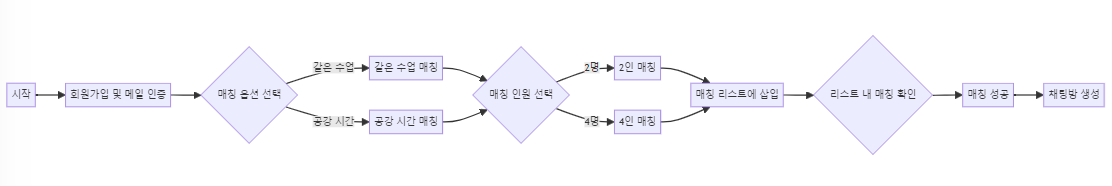 시작
회원가입 및 메일 인증
매칭 옵션 선택
같은 수업
공강 시간
같은 수업 매칭
공강 시간 매칭
매칭 인원 선택
2명
4명
2인 매칭
4인 매칭
매칭 리스트에 삽입
리스트 내 매칭 확인
매칭 성공
채팅방 생성